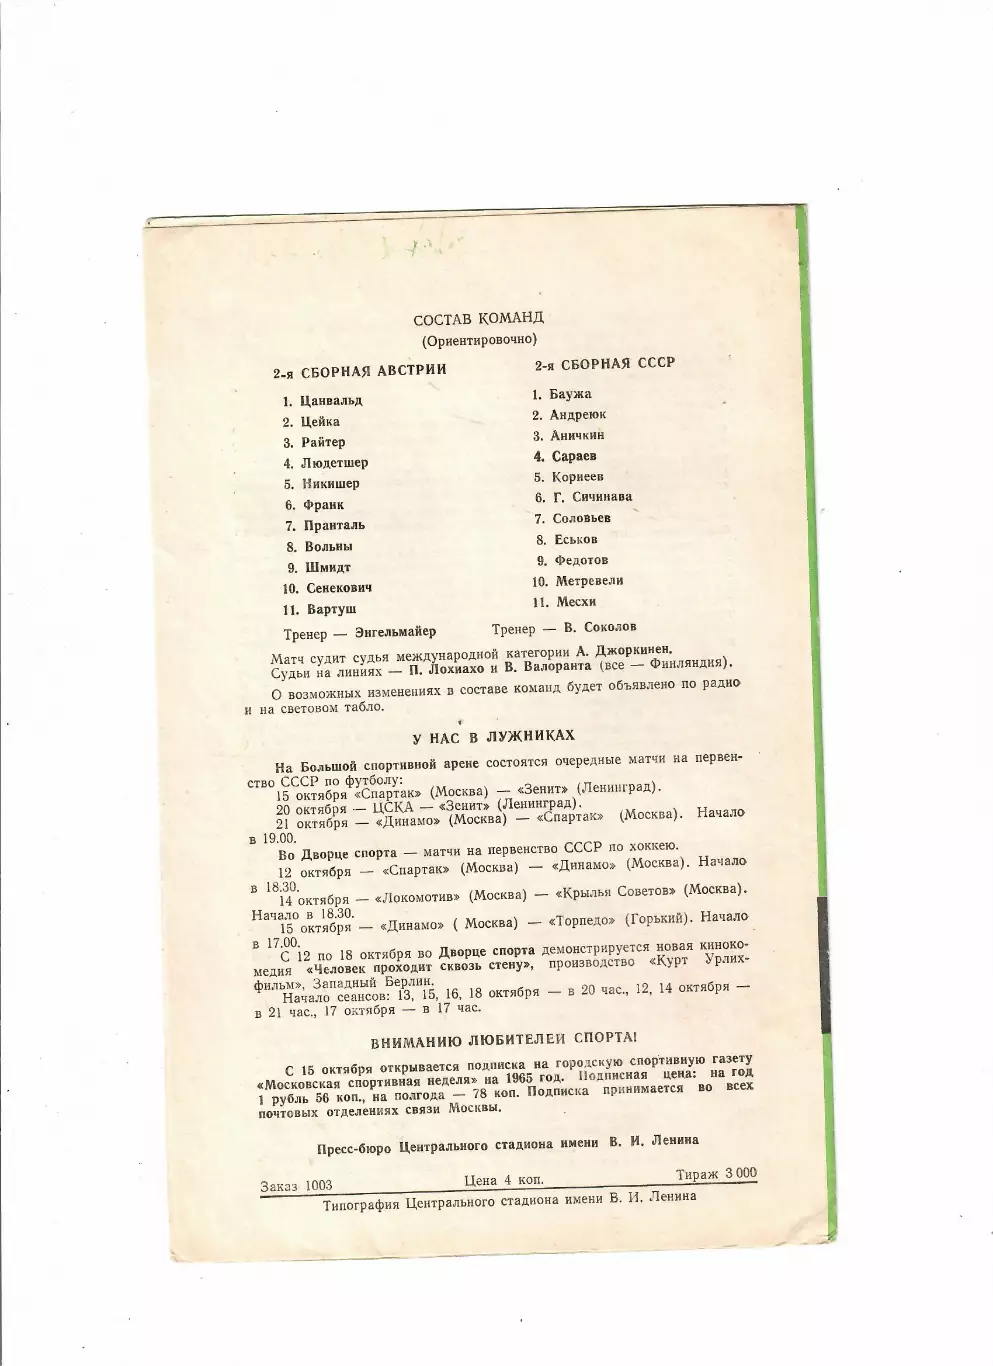 СОСТАВ КОМАНД
(Ориентировочно)
2-я СБОРНАЯ АВСТРИИ
1. Цанвальд
2. Цейка
3. Райтер
4. Людетшер
5. Никишер
6. Франк
7. Пранталь
8. Вольны
9. Шмидт
10. Сенекович
11. Вартуш
Тренер — Энгельмайер
2-я СБОРНАЯ СССР
1. Баужа
2. Андреюк
3. Аничкин
4. Сараев
5. Корнеев
6. Г. Сичинава
7. Соловьев
8. Еськов
9. Федотов
10. Метревели
11. Месхи
Тренер — В. Соколов
Матч судит судья международной категории А. Джоркинен.
Судьи на линиях — П. Лохиахо и В. Валоранта (все — Финляндия).
О возможных изменениях в составе команд будет объявлено по радио
и на световом табло.
У НАС В ЛУЖНИКАХ
На Большой спортивной арене состоятся очередные матчи на первен-
ство СССР по футболу:
15 октября «Спартак» (Москва) — «Зенит» (Ленинград).
20 октября — ЦСКА — «Зенит» (Ленинград).
21 октября — «Динамо» (Москва) — «Спартак» (Москва). Начало
в 19.00.
Во Дворце спорта — матчи на первенство СССР по хоккею.
12 октября — «Спартак» (Москва) — «Динамо» (Москва). Начало
в 18.30.
14 октября — «Локомотив» (Москва) — «Крылья Советов» (Москва).
Начало в 18.30.
15 октября — «Динамо» ( Москва) — «Торпедо» (Горький). Начало
в 17.00.
С 12 по 18 октября во Дворце спорта демонстрируется новая киноко-
медия «Человек проходит сквозь стену», производство «Курт Урлих-
фильм», Западный Берлин.
Начало сеансов: 13, 15, 16, 18 октября — в 20 час., 12, 14 октября —
в 21 час., 17 октября — в 17 час.
ВНИМАНИЮ ЛЮБИТЕЛЕЙ СПОРТА!
С 15 октября открывается подписка на городскую спортивную газету
«Московская спортивная неделя» на 1965 год. Подписная цена: на год
1 рубль 56 коп., на полгода — 78 коп. Подписка принимается во всех
почтовых отделениях связи Москвы.
Пресс-бюро Центрального стадиона имени В. И. Ленина
Заказ 1003 Цена 4 коп. Тираж 3 000
Типография Центрального стадиона имени В. И. Ленина